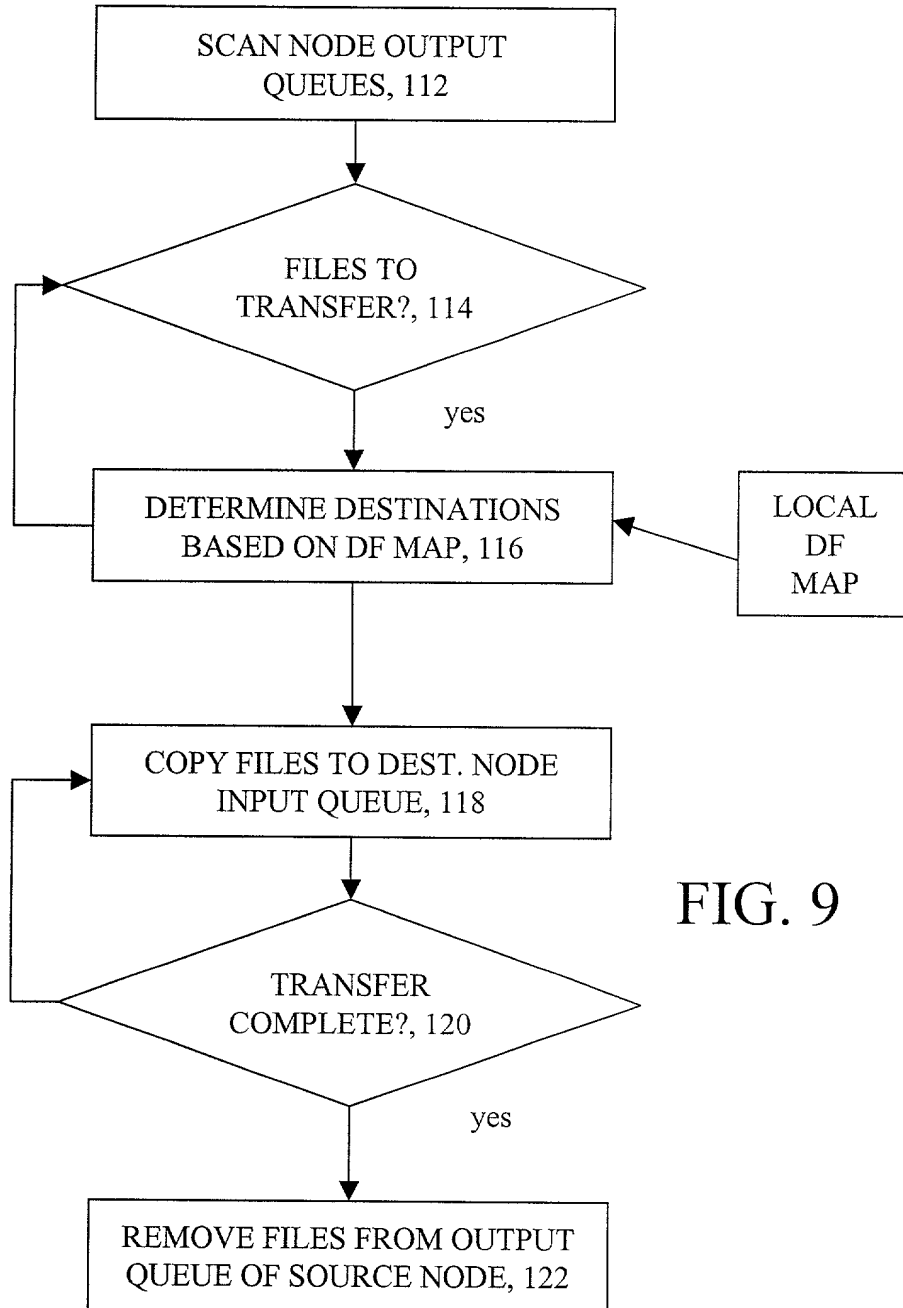 SCAN NODE OUTPUT
QUEUES, 112
FILES TO
TRANSFER?, 114
yes
DETERMINE DESTINATIONS
BASED ON DF MAP, 116
LOCAL
DF
MAP
COPY FILES TO DEST. NODE
INPUT QUEUE, 118
FIG. 9
TRANSFER
COMPLETE?, 120
yes
REMOVE FILES FROM OUTPUT
QUEUE OF SOURCE NODE, 122